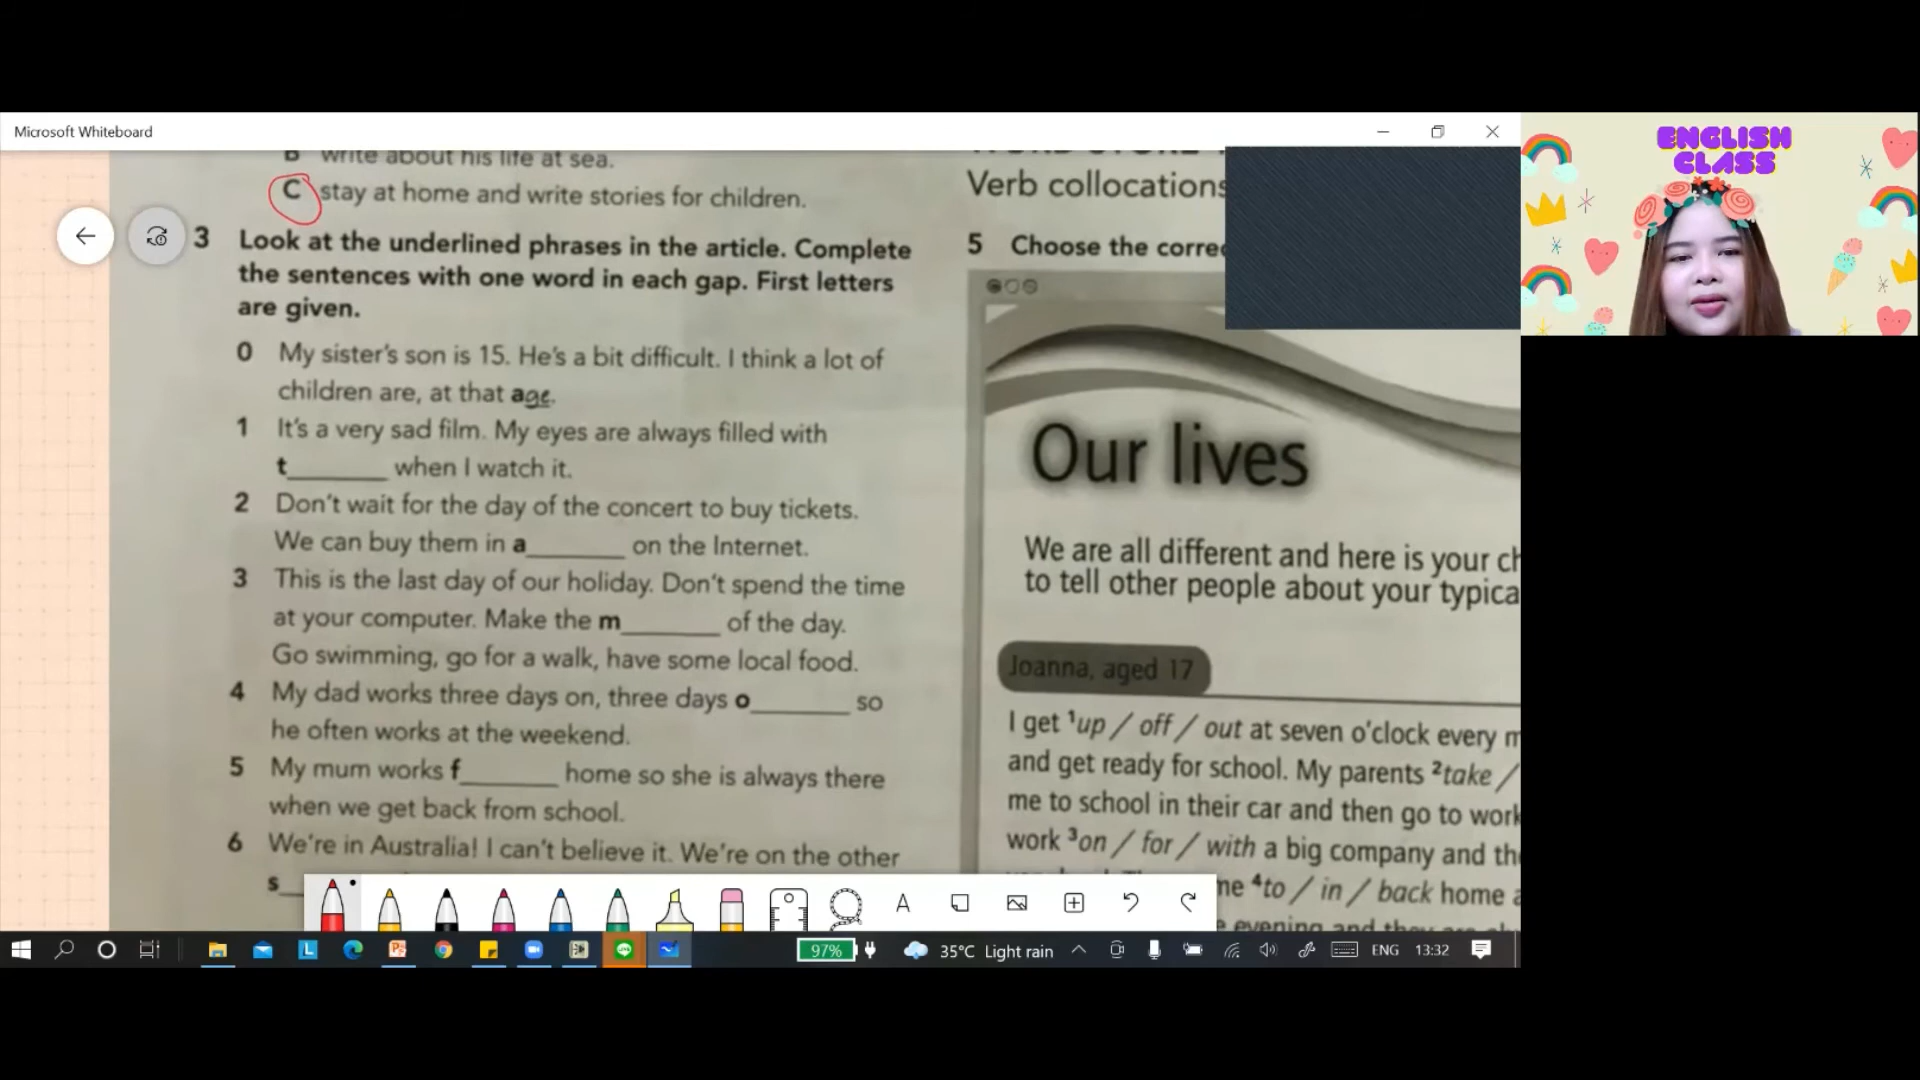 Microsoft Whiteboard
B write about his life at sea.
C stay at home and write stories for children.
3 Look at the underlined phrases in the article. Complete
the sentences with one word in each gap. First letters
are given.
0 My sister's son is 15. He's a bit difficult. I think a lot of
children are, at that age.
1 It's a very sad film. My eyes are always filled with
t________ when I watch it.
2 Don't wait for the day of the concert to buy tickets.
We can buy them in a________ on the Internet.
3 This is the last day of our holiday. Don't spend the time
at your computer. Make the m________ of the day.
Go swimming, go for a walk, have some local food.
4 My dad works three days on, three days o________ so
he often works at the weekend.
5 My mum works f________ home so she is always there
when we get back from school.
6 We're in Australia! I can't believe it. We're on the other
s__
Verb collocations
5 Choose the corre
Our lives
We are all different and here is your ch
to tell other people about your typica
Joanna, aged 17
I get ¹up / off / out at seven o'clock every m
and get ready for school. My parents ²take /
me to school in their car and then go to work
work ³on / for / with a big company and the
me ⁴to / in / back home a
evening and they are
ENGLISH
CLASS
97%
35°C Light rain
ENG
13:32